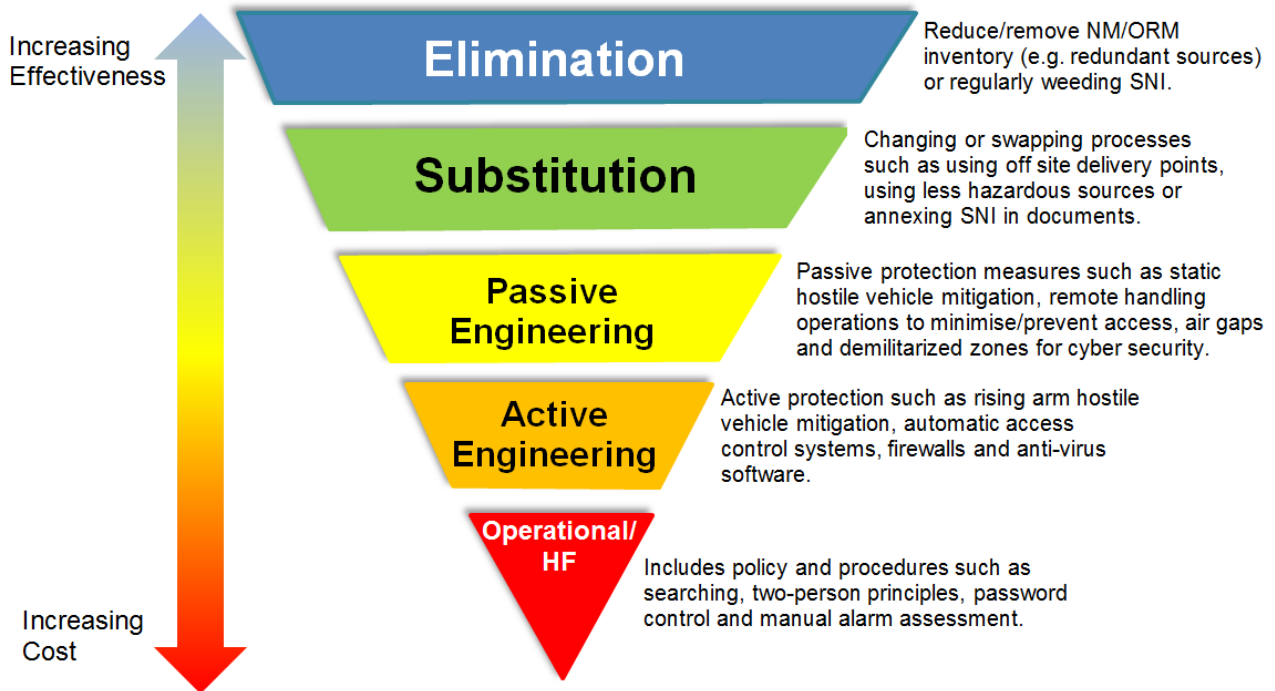 Increasing
Effectiveness
Elimination
Reduce/remove NM/ORM
inventory (e.g. redundant sources)
or regularly weeding SNI.
Substitution
Changing or swapping processes
such as using off site delivery points,
using less hazardous sources or
annexing SNI in documents.
Passive
Engineering
Passive protection measures such as static
hostile vehicle mitigation, remote handling
operations to minimise/prevent access, air gaps
and demilitarized zones for cyber security.
Active
Engineering
Active protection such as rising arm hostile
vehicle mitigation, automatic access
control systems, firewalls and anti-virus
software.
Operational/
HF
Includes policy and procedures such as
searching, two-person principles, password
control and manual alarm assessment.
Increasing
Cost